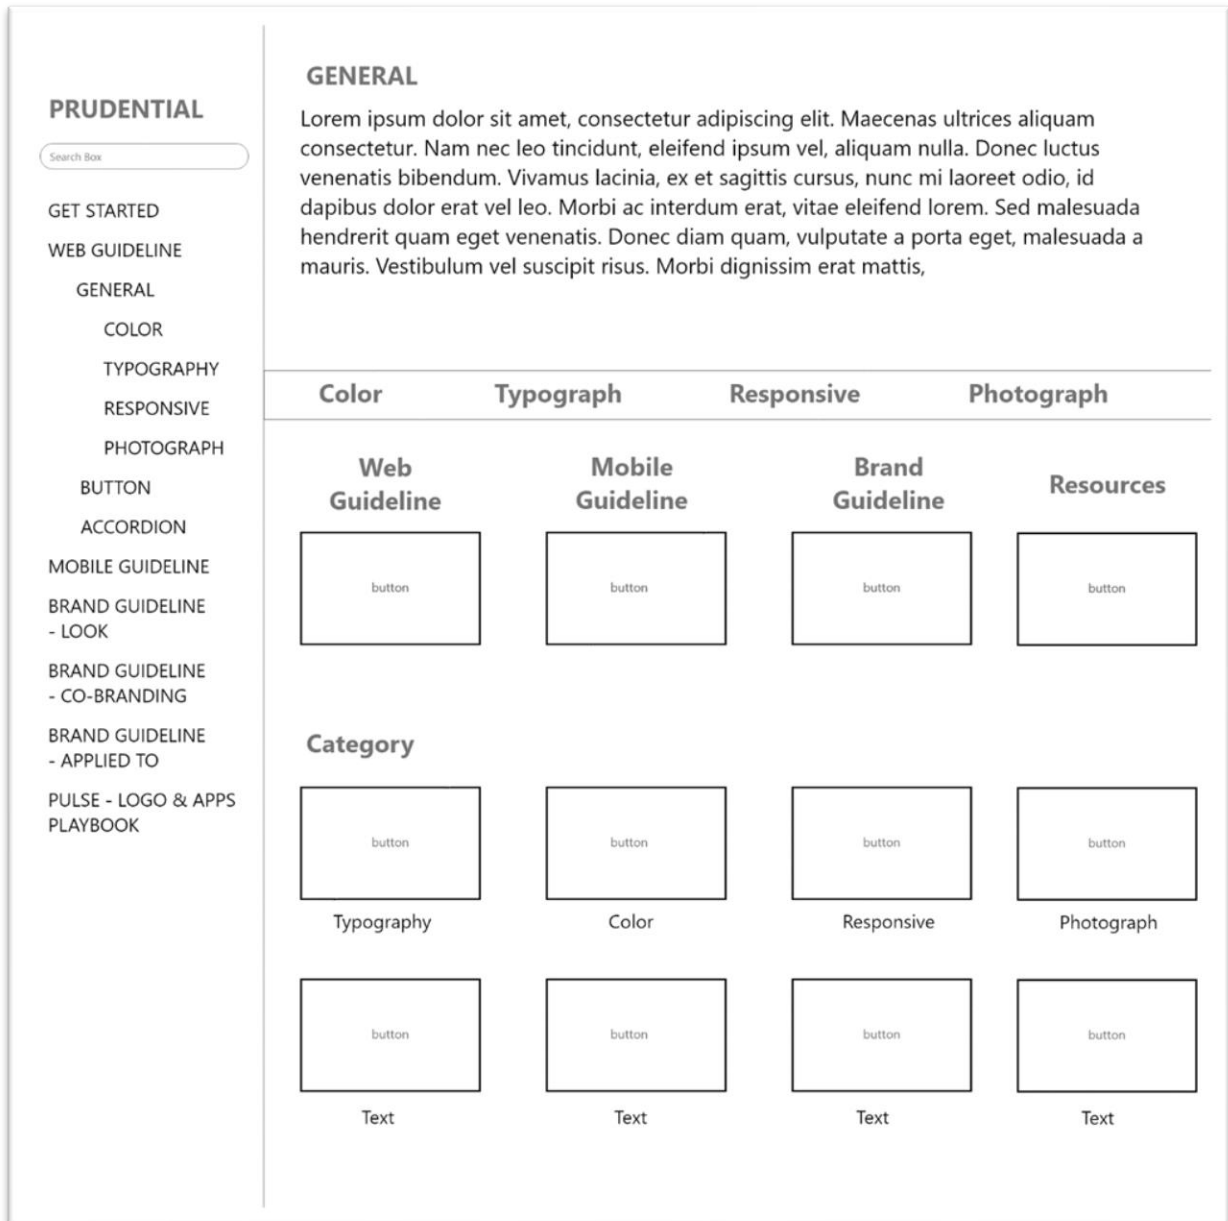 PRUDENTIAL
Search Box
GET STARTED
WEB GUIDELINE
GENERAL
COLOR
TYPOGRAPHY
RESPONSIVE
PHOTOGRAPH
BUTTON
ACCORDION
MOBILE GUIDELINE
BRAND GUIDELINE
- LOOK
BRAND GUIDELINE
- CO-BRANDING
BRAND GUIDELINE
- APPLIED TO
PULSE - LOGO & APPS
PLAYBOOK
GENERAL
Lorem ipsum dolor sit amet, consectetur adipiscing elit. Maecenas ultrices aliquam
consectetur. Nam nec leo tincidunt, eleifend ipsum vel, aliquam nulla. Donec luctus
venenatis bibendum. Vivamus lacinia, ex et sagittis cursus, nunc mi laoreet odio, id
dapibus dolor erat vel leo. Morbi ac interdum erat, vitae eleifend lorem. Sed malesuada
hendrerit quam eget venenatis. Donec diam quam, vulputate a porta eget, malesuada a
mauris. Vestibulum vel suscipit risus. Morbi dignissim erat mattis,
Color Typograph Responsive Photograph
Web
Guideline
Mobile
Guideline
Brand
Guideline
Resources
button button button button
Category
button button button button
Typography Color Responsive Photograph
button button button button
Text Text Text Text